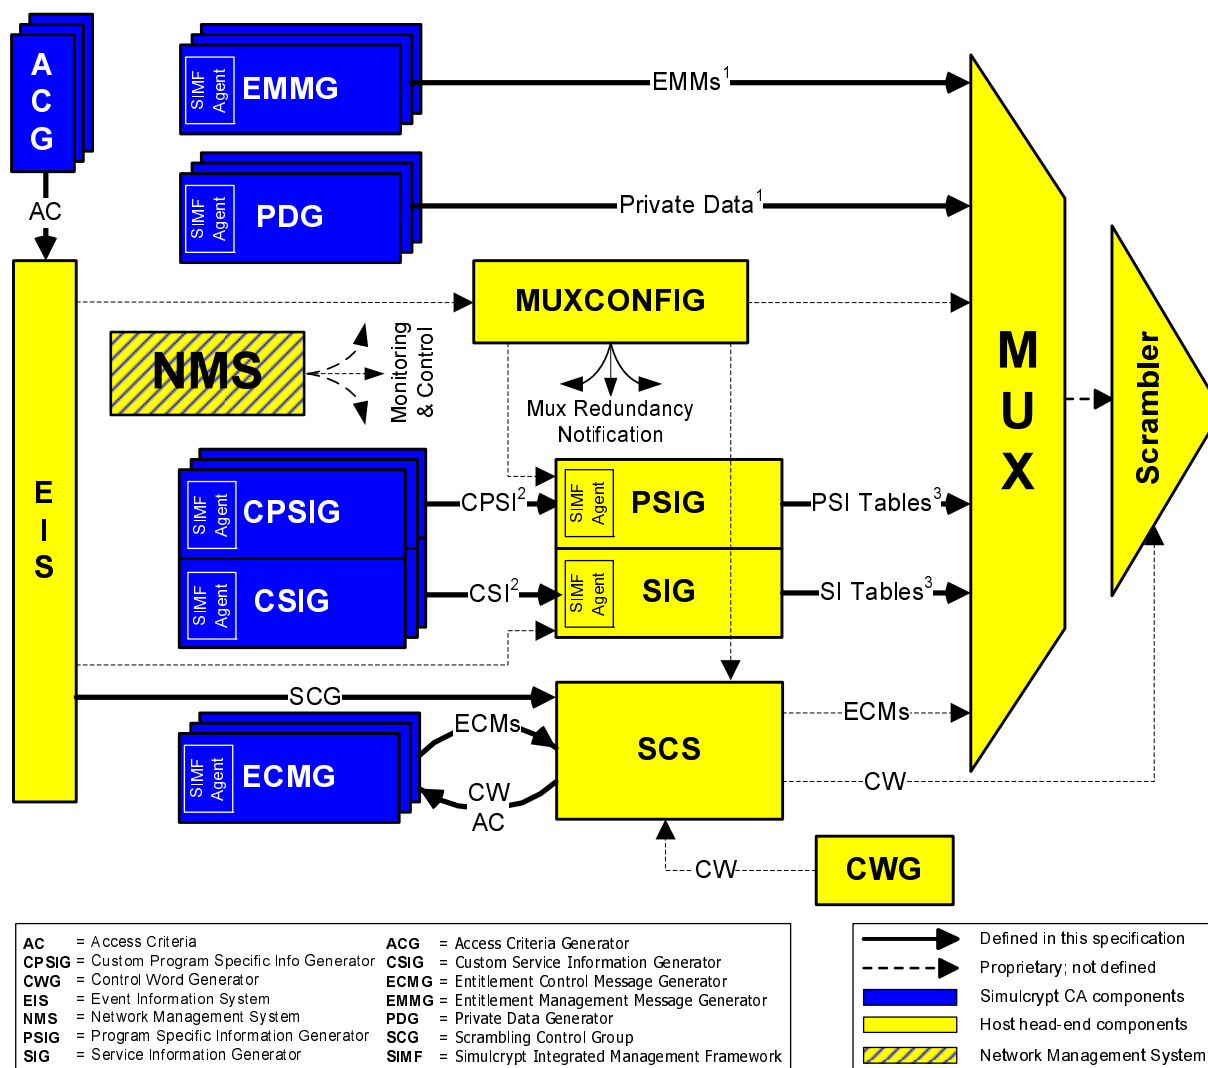 A
C
G
AC
SIMF
Agent
EMMG
EMMs1
SIMF
Agent
PDG
Private Data1
MUXCONFIG
NMS
Monitoring
& Control
Mux Redundancy
Notification
M
U
X
Scrambler
E
I
S
SIMF
Agent
CPSIG
CPSI2
SIMF
Agent
PSIG
PSI Tables3
SIMF
Agent
CSIG
CSI2
SIMF
Agent
SIG
SI Tables3
SCG
SIMF
Agent
ECMG
ECMs
CW
AC
SCS
ECMs
CW
CW
CWG
AC = Access Criteria
CPSIG = Custom Program Specific Info Generator
CWG = Control Word Generator
EIS = Event Information System
NMS = Network Management System
PSIG = Program Specific Information Generator
SIG = Service Information Generator
ACG = Access Criteria Generator
CSIG = Custom Service Information Generator
ECMG = Entitlement Control Message Generator
EMMG = Entitlement Management Message Generator
PDG = Private Data Generator
SCG = Scrambling Control Group
SIMF = Simulcrypt Integrated Management Framework
Defined in this specification
Proprietary; not defined
Simulcrypt CA components
Host head-end components
Network Management System